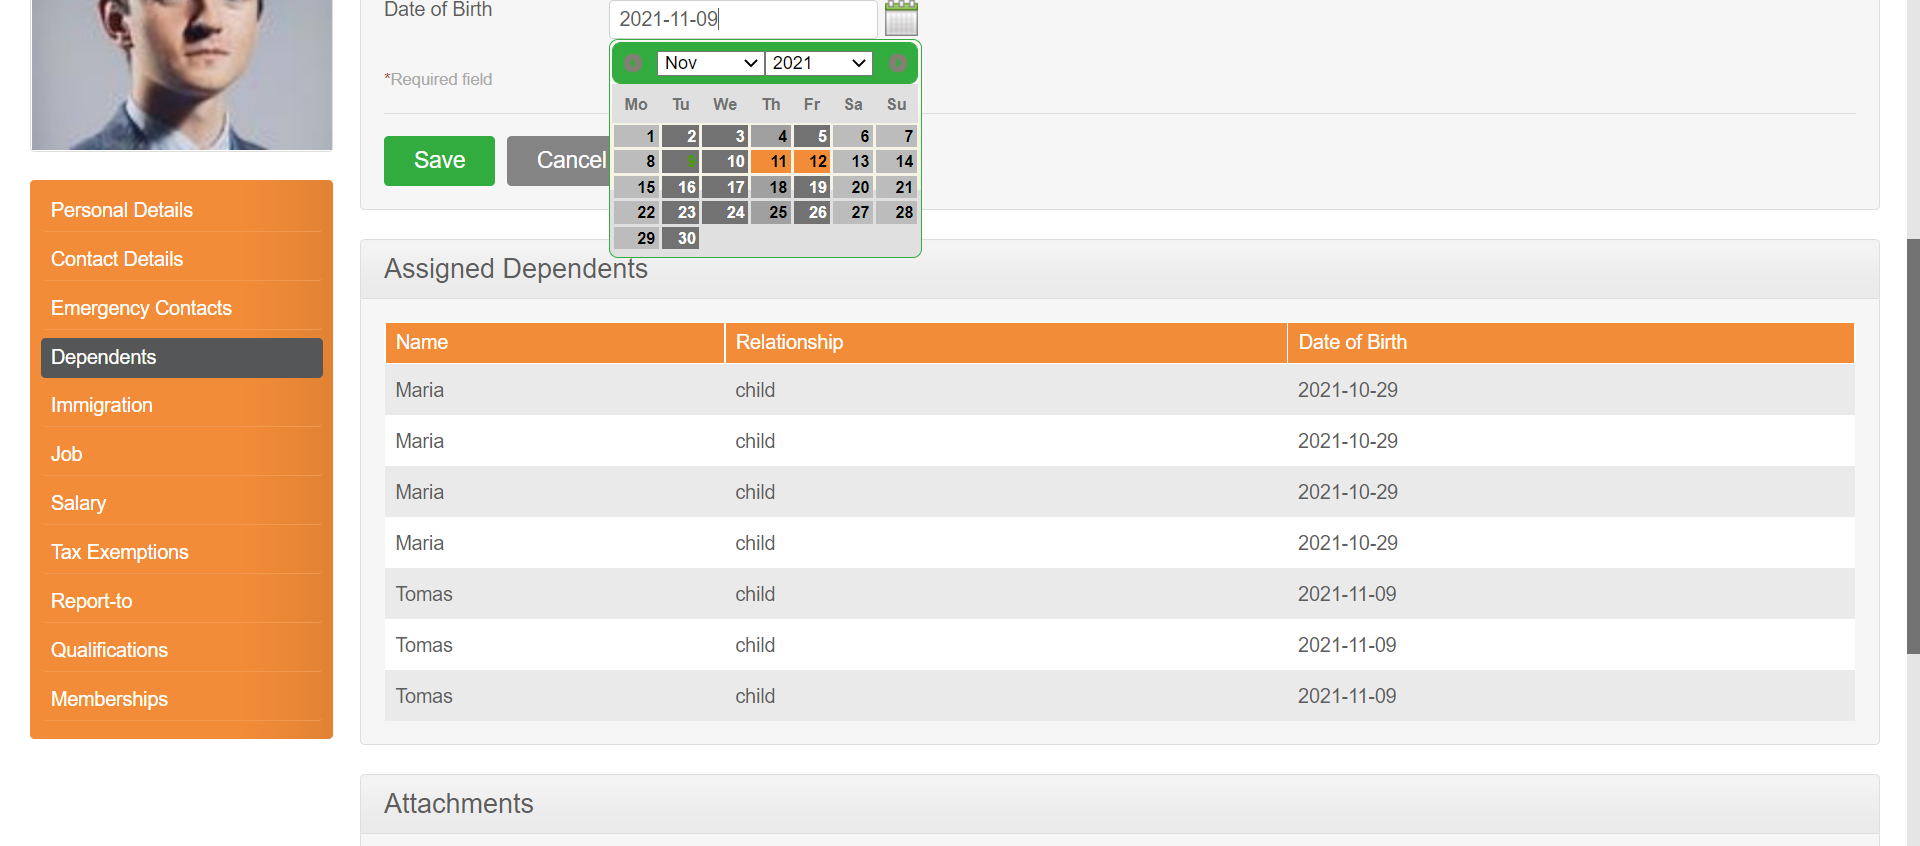 Date of Birth
2021-11-09
Nov 2021
*Required field
Mo Tu We Th Fr Sa Su
1 2 3 4 5 6 7
Save Cancel
8 9 10 11 12 13 14
15 16 17 18 19 20 21
22 23 24 25 26 27 28
29 30
Personal Details
Contact Details
Emergency Contacts
Dependents
Immigration
Job
Salary
Tax Exemptions
Report-to
Qualifications
Memberships
Assigned Dependents
Name Relationship Date of Birth
Maria child 2021-10-29
Maria child 2021-10-29
Maria child 2021-10-29
Maria child 2021-10-29
Tomas child 2021-11-09
Tomas child 2021-11-09
Tomas child 2021-11-09
Attachments